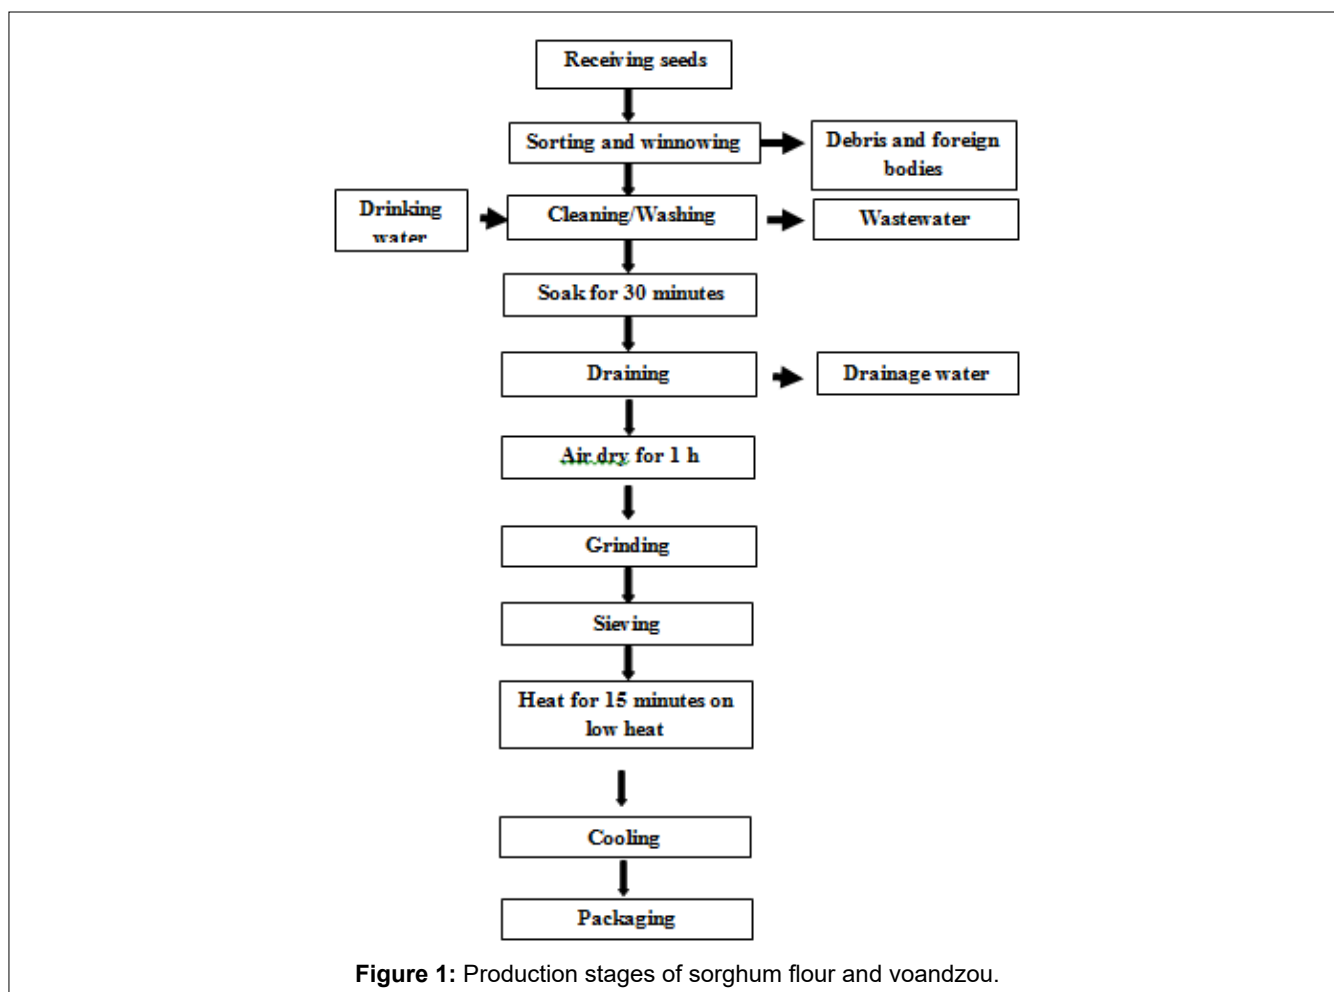 Receiving seeds
Sorting and winnowing
Debris and foreign
bodies
Drinking
water
Cleaning/Washing
Wastewater
Soak for 30 minutes
Draining
Drainage water
Air dry for 1 h
Grinding
Sieving
Heat for 15 minutes on
low heat
Cooling
Packaging
Figure 1: Production stages of sorghum flour and voandzou.